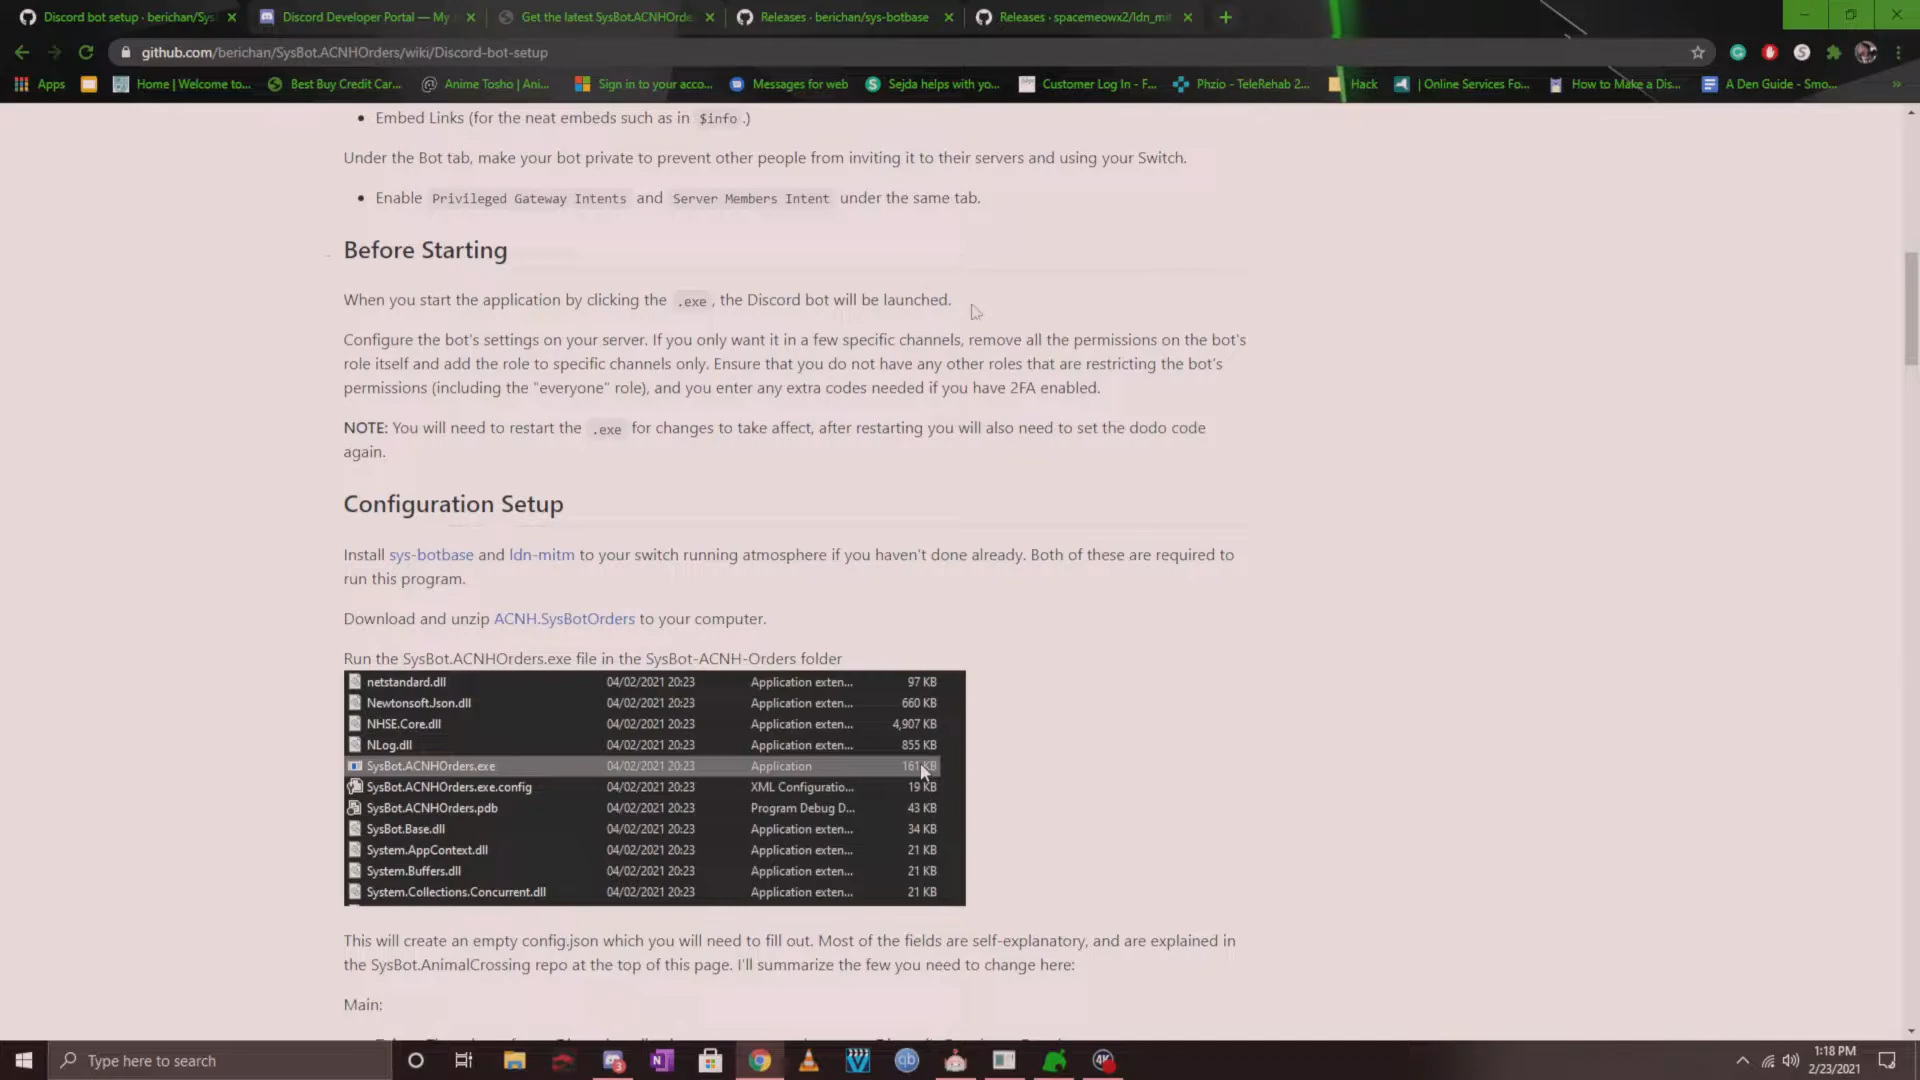 Discord bot setup · berichan/Sys
Discord Developer Portal — My
Get the latest SysBot.ACNHOrde
Releases · berichan/sys-botbase
Releases · spacemeowx2/ldn_mit
github.com/berichan/SysBot.ACNHOrders/wiki/Discord-bot-setup
Apps
Home | Welcome to...
Best Buy Credit Car...
Anime Tosho | Ani...
Sign in to your acco...
Messages for web
Sejda helps with yo...
Customer Log In - F...
Phzio - TeleRehab 2...
Hack
| Online Services Fo...
How to Make a Dis...
A Den Guide - Smo...
Embed Links (for the neat embeds such as in $info .)
Under the Bot tab, make your bot private to prevent other people from inviting it to their servers and using your Switch.
Enable Privileged Gateway Intents and Server Members Intent under the same tab.
Before Starting
When you start the application by clicking the .exe , the Discord bot will be launched.
Configure the bot's settings on your server. If you only want it in a few specific channels, remove all the permissions on the bot's
role itself and add the role to specific channels only. Ensure that you do not have any other roles that are restricting the bot's
permissions (including the "everyone" role), and you enter any extra codes needed if you have 2FA enabled.
NOTE: You will need to restart the .exe for changes to take affect, after restarting you will also need to set the dodo code
again.
Configuration Setup
Install sys-botbase and ldn-mitm to your switch running atmosphere if you haven't done already. Both of these are required to
run this program.
Download and unzip ACNH.SysBotOrders to your computer.
Run the SysBot.ACNHOrders.exe file in the SysBot-ACNH-Orders folder
netstandard.dll 04/02/2021 20:23 Application exten... 97 KB
Newtonsoft.Json.dll 04/02/2021 20:23 Application exten... 660 KB
NHSE.Core.dll 04/02/2021 20:23 Application exten... 4,907 KB
NLog.dll 04/02/2021 20:23 Application exten... 855 KB
SysBot.ACNHOrders.exe 04/02/2021 20:23 Application 161 KB
SysBot.ACNHOrders.exe.config 04/02/2021 20:23 XML Configuratio... 19 KB
SysBot.ACNHOrders.pdb 04/02/2021 20:23 Program Debug D... 43 KB
SysBot.Base.dll 04/02/2021 20:23 Application exten... 34 KB
System.AppContext.dll 04/02/2021 20:23 Application exten... 21 KB
System.Buffers.dll 04/02/2021 20:23 Application exten... 21 KB
System.Collections.Concurrent.dll 04/02/2021 20:23 Application exten... 21 KB
This will create an empty config.json which you will need to fill out. Most of the fields are self-explanatory, and are explained in
the SysBot.AnimalCrossing repo at the top of this page. I'll summarize the few you need to change here:
Main:
Type here to search
1:18 PM
2/23/2021